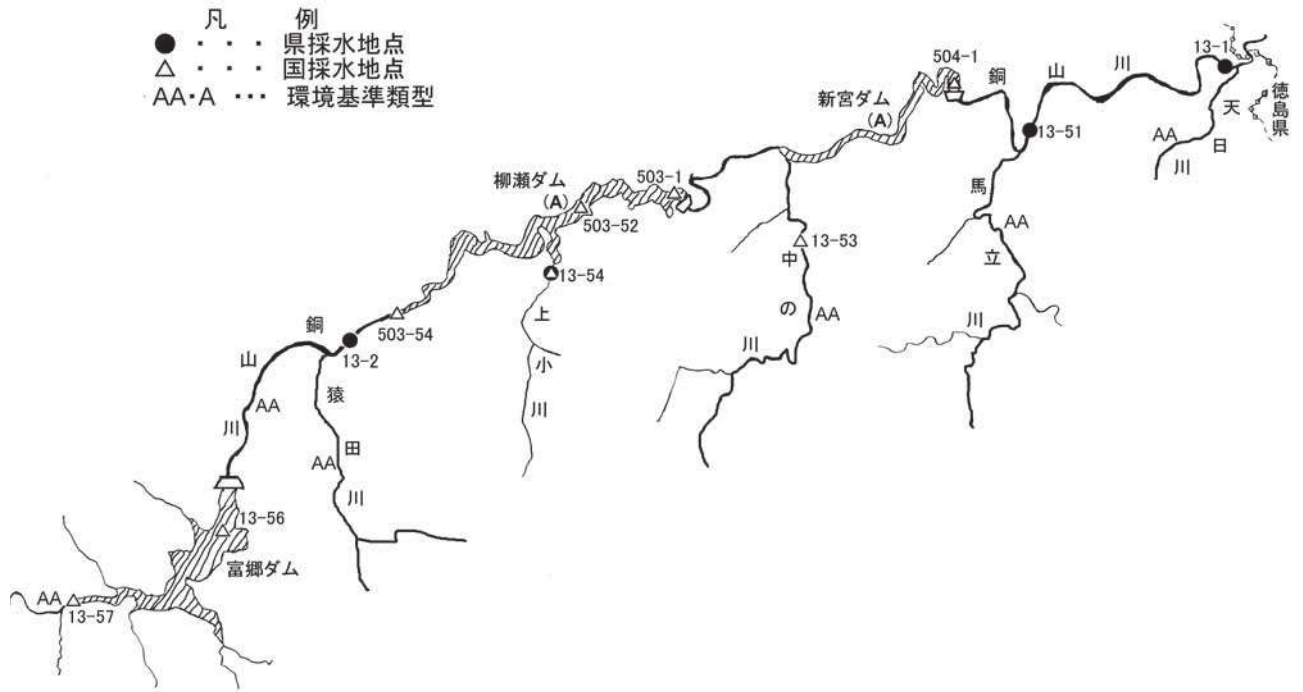 凡 例
● ・ ・ ・ 県採水地点
△ ・ ・ ・ 国採水地点
AA・A ・・・ 環境基準類型
13-1
504-1
銅山川
徳島県
新宮ダム
(A)
天日川
AA
13-51
503-1
柳瀬ダム
(A)
馬立川
AA
503-52
13-53
13-54
中の川
AA
上小川
503-54
銅山川
AA
13-2
猿田川
AA
13-56
富郷ダム
AA
13-57